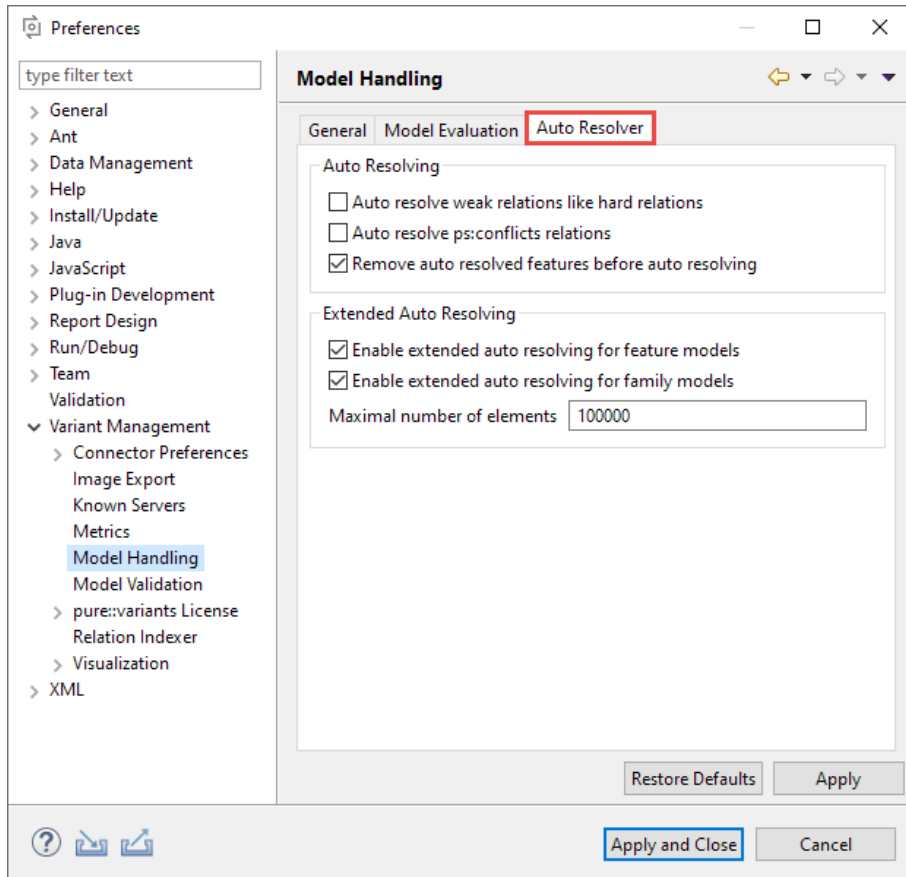 Preferences
type filter text
General
Ant
Data Management
Help
Install/Update
Java
JavaScript
Plug-in Development
Report Design
Run/Debug
Team
Validation
Variant Management
Connector Preferences
Image Export
Known Servers
Metrics
Model Handling
Model Validation
pure::variants License
Relation Indexer
Visualization
XML
Model Handling
General
Model Evaluation
Auto Resolver
Auto Resolving
Auto resolve weak relations like hard relations
Auto resolve ps:conflicts relations
Remove auto resolved features before auto resolving
Extended Auto Resolving
Enable extended auto resolving for feature models
Enable extended auto resolving for family models
Maximal number of elements 100000
Restore Defaults
Apply
Apply and Close
Cancel